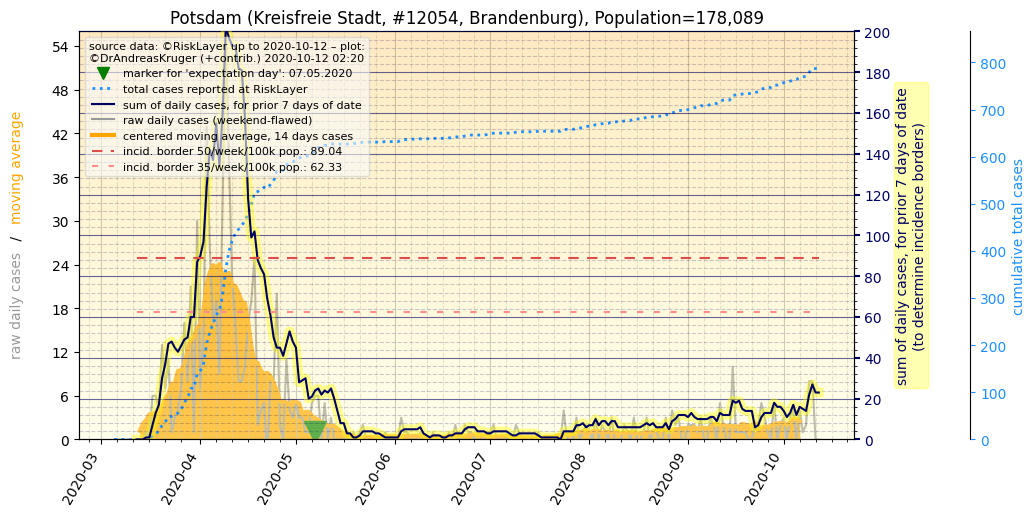 Potsdam (Kreisfreie Stadt, #12054, Brandenburg), Population=178,089
source data: ©RiskLayer up to 2020-10-12 – plot:
©DrAndreasKruger (+contrib.) 2020-10-12 02:20
marker for 'expectation day': 07.05.2020
total cases reported at RiskLayer
sum of daily cases, for prior 7 days of date
raw daily cases (weekend-flawed)
centered moving average, 14 days cases
incid. border 50/week/100k pop.: 89.04
incid. border 35/week/100k pop.: 62.33
raw daily cases / moving average
54
48
42
36
30
24
18
12
6
0
2020-03
2020-04
2020-05
2020-06
2020-07
2020-08
2020-09
2020-10
200
180
160
140
120
100
80
60
40
20
0
sum of daily cases, for prior 7 days of date
(to determine incidence borders)
800
700
600
500
400
300
200
100
0
cumulative total cases